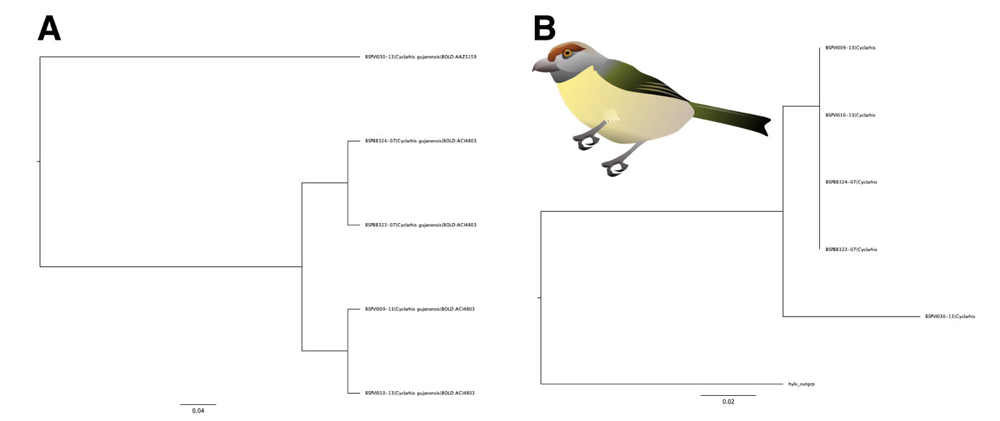 A
BSPVI030-13|Cyclarhis gujanensis|BOLD:AAZ5159
BSPBB324-07|Cyclarhis gujanensis|BOLD:ACI4803
BSPBB323-07|Cyclarhis gujanensis|BOLD:ACI4803
BSPVI009-13|Cyclarhis gujanensis|BOLD:ACI4803
BSPVI010-13|Cyclarhis gujanensis|BOLD:ACI4803
0.04
B
BSPVI009-13|Cyclarhis
BSPVI010-13|Cyclarhis
BSPBB324-07|Cyclarhis
BSPBB323-07|Cyclarhis
BSPVI030-13|Cyclarhis
hylo_outgrp
0.02